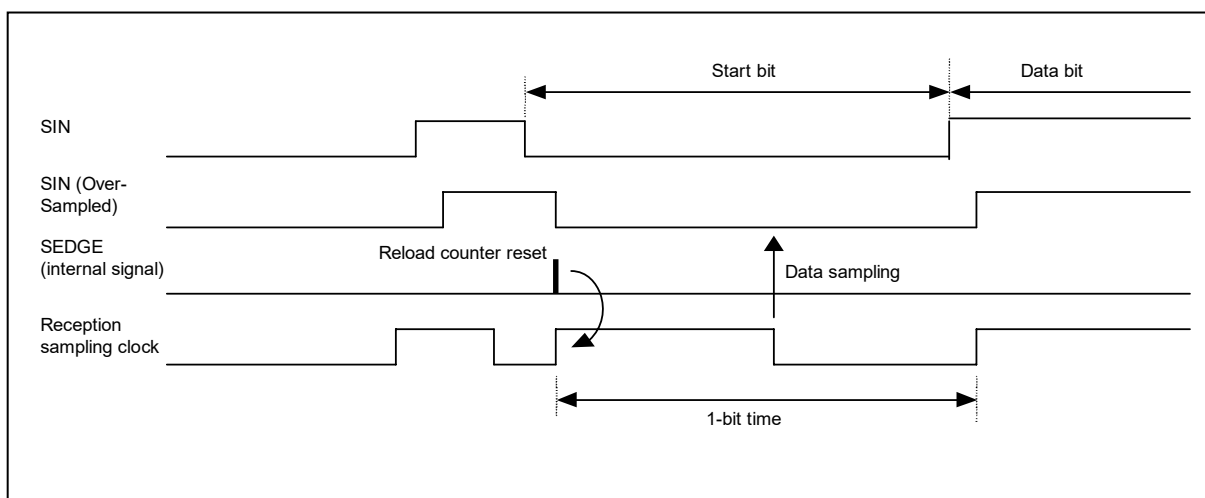 Start bit
Data bit
SIN
SIN (Over-
Sampled)
SEDGE
(internal signal)
Reload counter reset
Data sampling
Reception
sampling clock
1-bit time